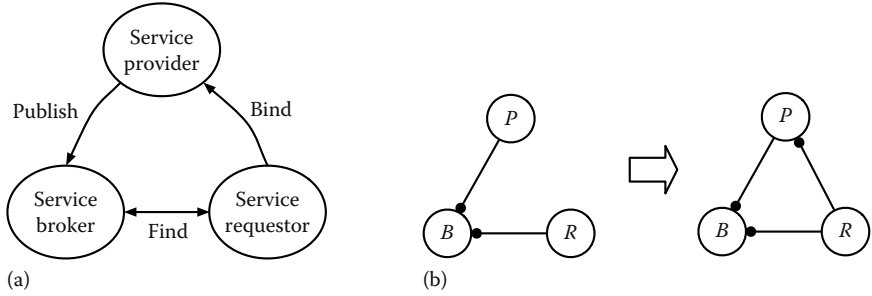 Service
provider
Publish
Bind
Service
broker
Find
Service
requestor
(a)
P
B
R
P
B
R
(b)